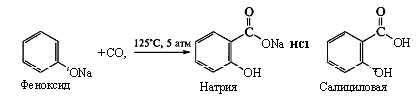 125°C, 5 атм
O
C
ONa
HCl
O
C
OH
+CO,
ONa
OH
OH
Феноксид
Натрия
Салициловая